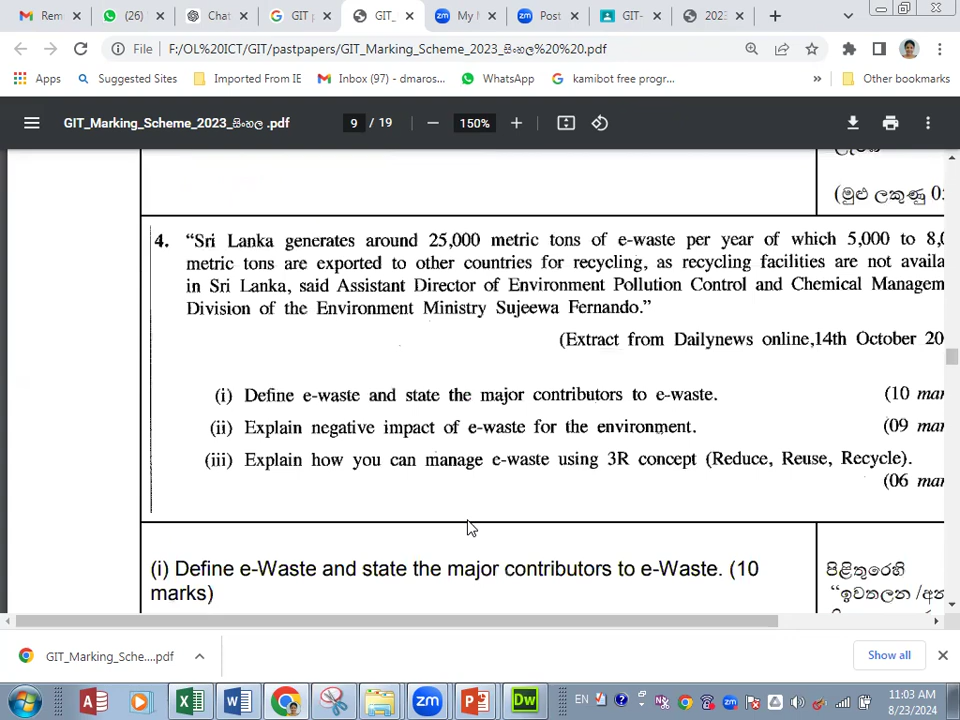 Rem
(26)
Chat
GIT
GIT_
My
Post
GIT-
202
File
F:/OL%20ICT/GIT/pastpapers/GIT_Marking_Scheme_2023_සිංහල%20%20.pdf
Apps
Suggested Sites
Imported From IE
Inbox (97) - dmaros...
WhatsApp
kamibot free progr...
»
Other bookmarks
GIT_Marking_Scheme_2023_සිංහල .pdf
9 / 19
150%
(මුළු ලකුණු 0
4. “Sri Lanka generates around 25,000 metric tons of e-waste per year of which 5,000 to 8,
metric tons are exported to other countries for recycling, as recycling facilities are not availa
in Sri Lanka, said Assistant Director of Environment Pollution Control and Chemical Managem
Division of the Environment Ministry Sujeewa Fernando.”
(Extract from Dailynews online,14th October 20
(i) Define e-waste and state the major contributors to e-waste. (10 mar
(ii) Explain negative impact of e-waste for the environment. (09 mar
(iii) Explain how you can manage e-waste using 3R concept (Reduce, Reuse, Recycle).
(06 mar
(i) Define e-Waste and state the major contributors to e-Waste. (10
marks)
පිළිතුරෙහි
“ඉවතලන /අප
GIT_Marking_Sche....pdf
Show all
EN
11:03 AM
8/23/2024